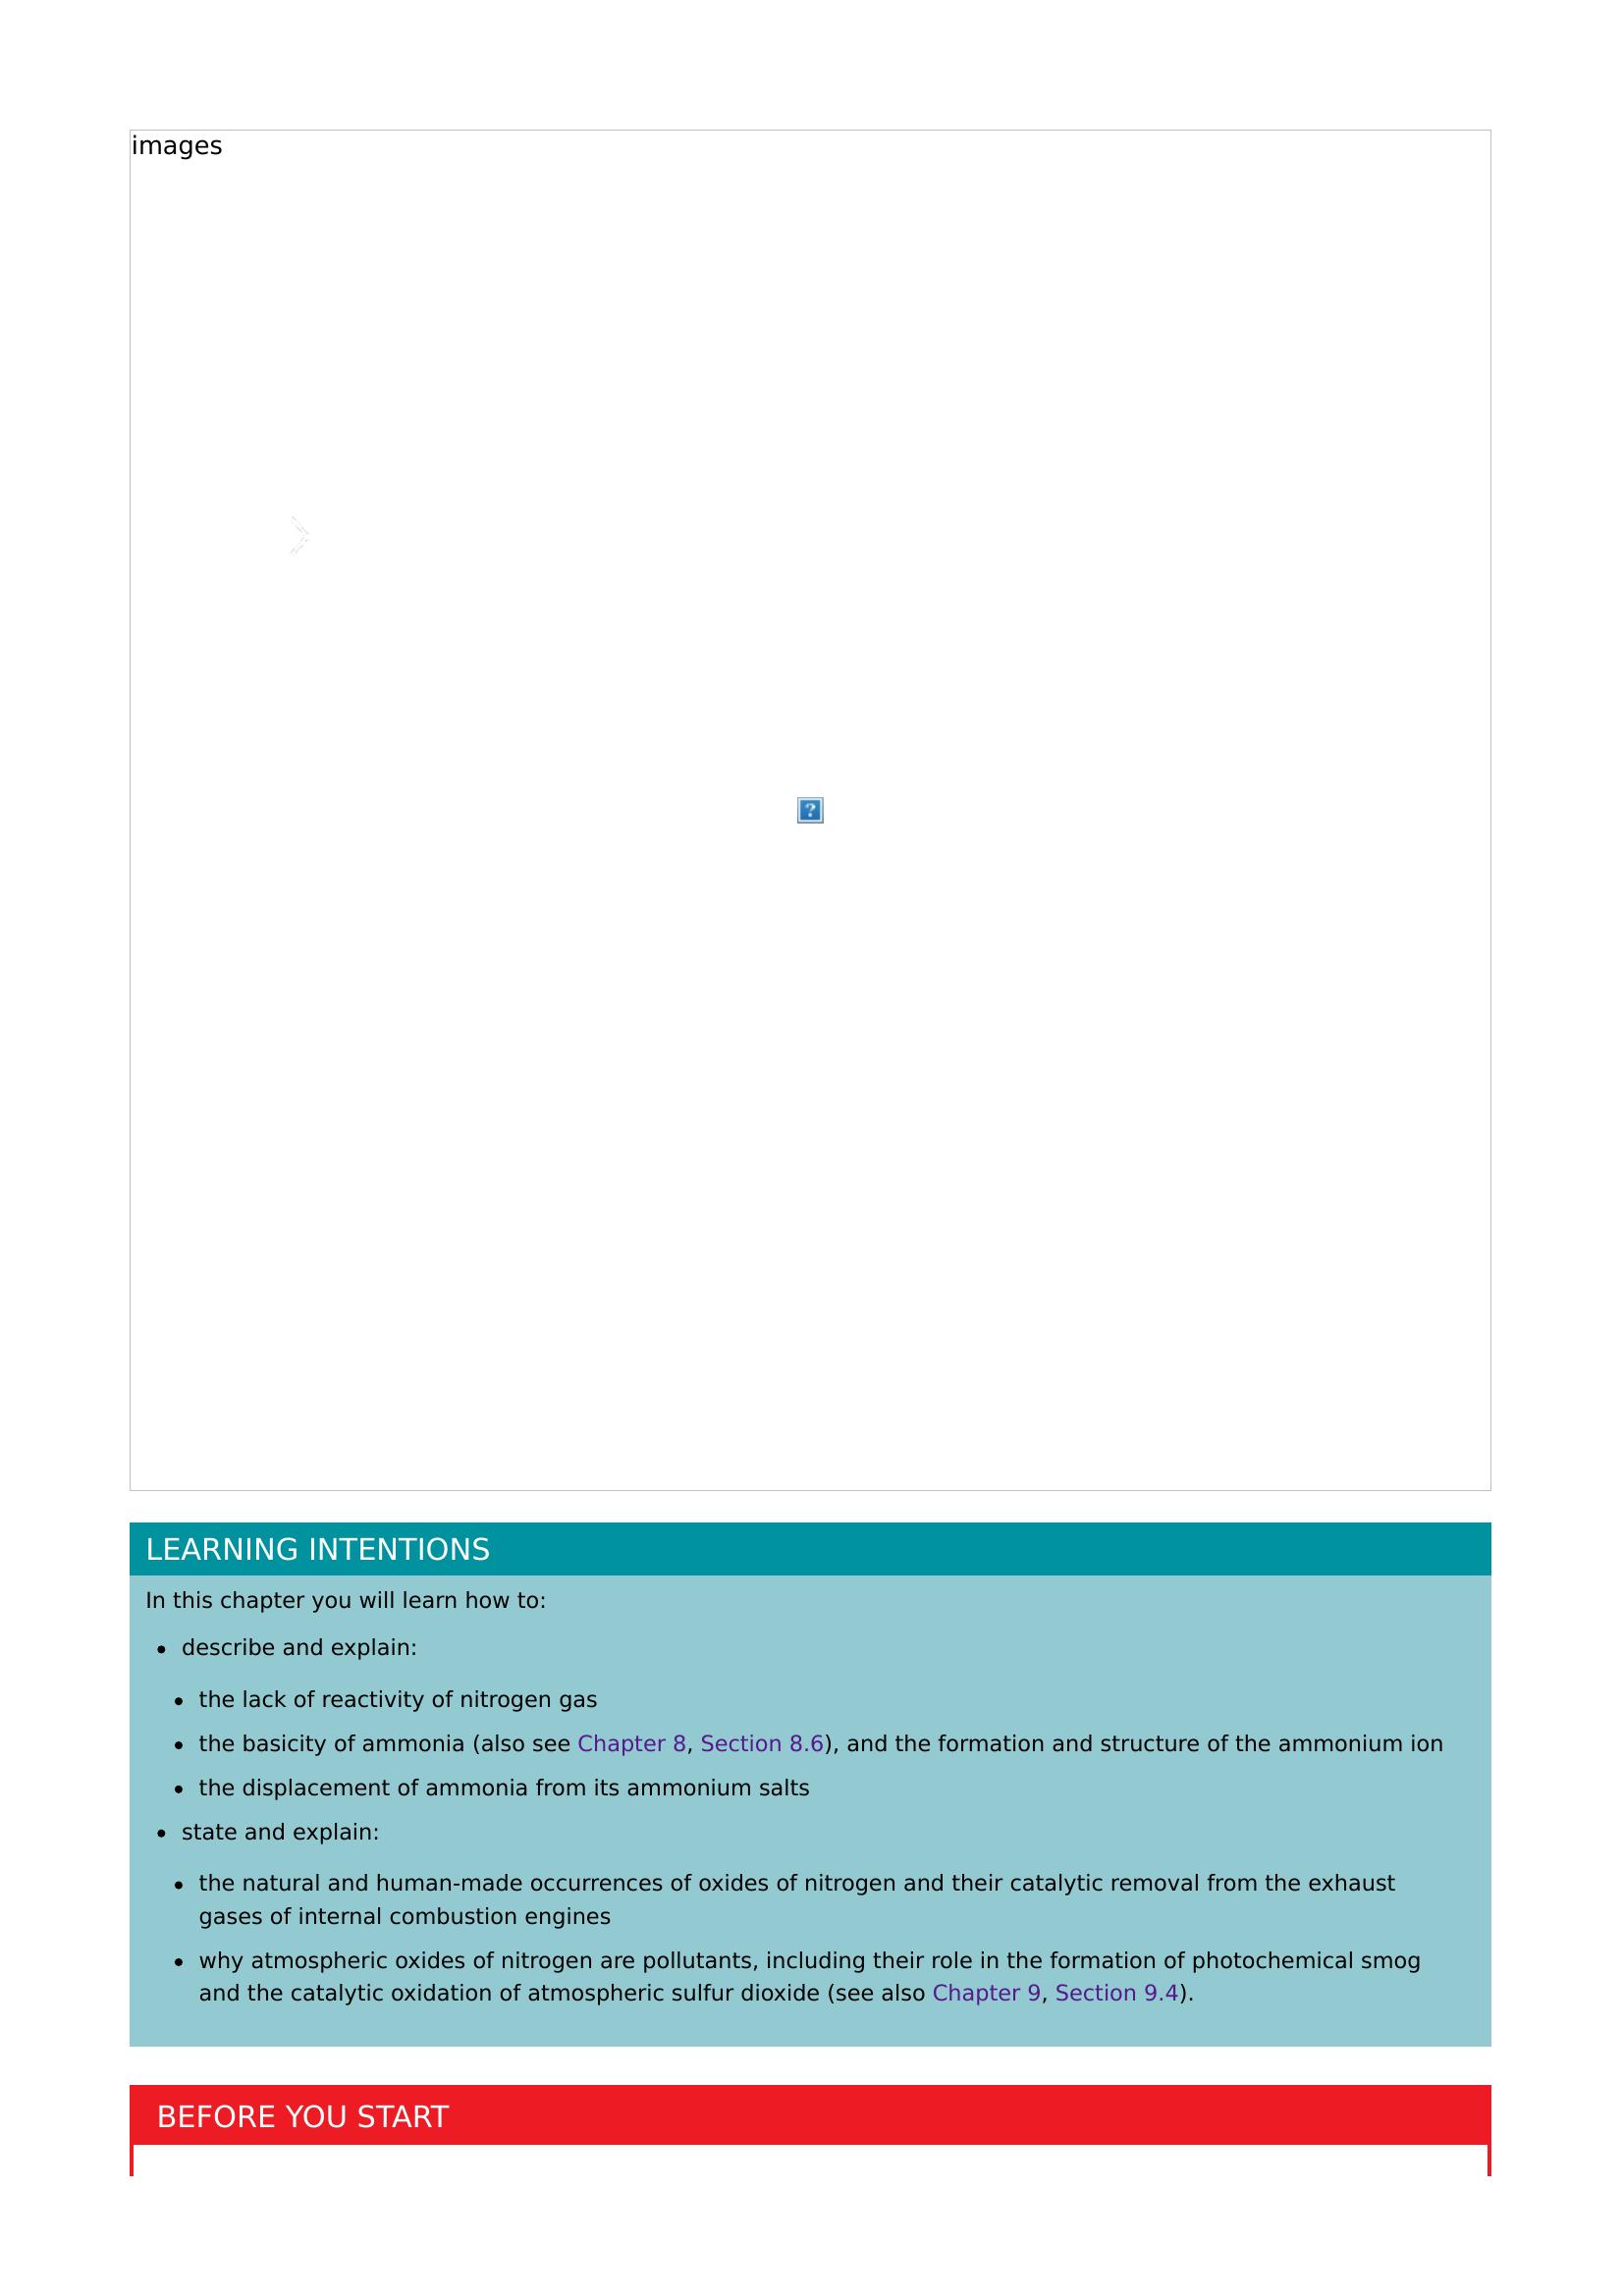 images
?
LEARNING INTENTIONS
In this chapter you will learn how to:
• describe and explain:
• the lack of reactivity of nitrogen gas
• the basicity of ammonia (also see Chapter 8, Section 8.6), and the formation and structure of the ammonium ion
• the displacement of ammonia from its ammonium salts
• state and explain:
• the natural and human-made occurrences of oxides of nitrogen and their catalytic removal from the exhaust
gases of internal combustion engines
• why atmospheric oxides of nitrogen are pollutants, including their role in the formation of photochemical smog
and the catalytic oxidation of atmospheric sulfur dioxide (see also Chapter 9, Section 9.4).
BEFORE YOU START